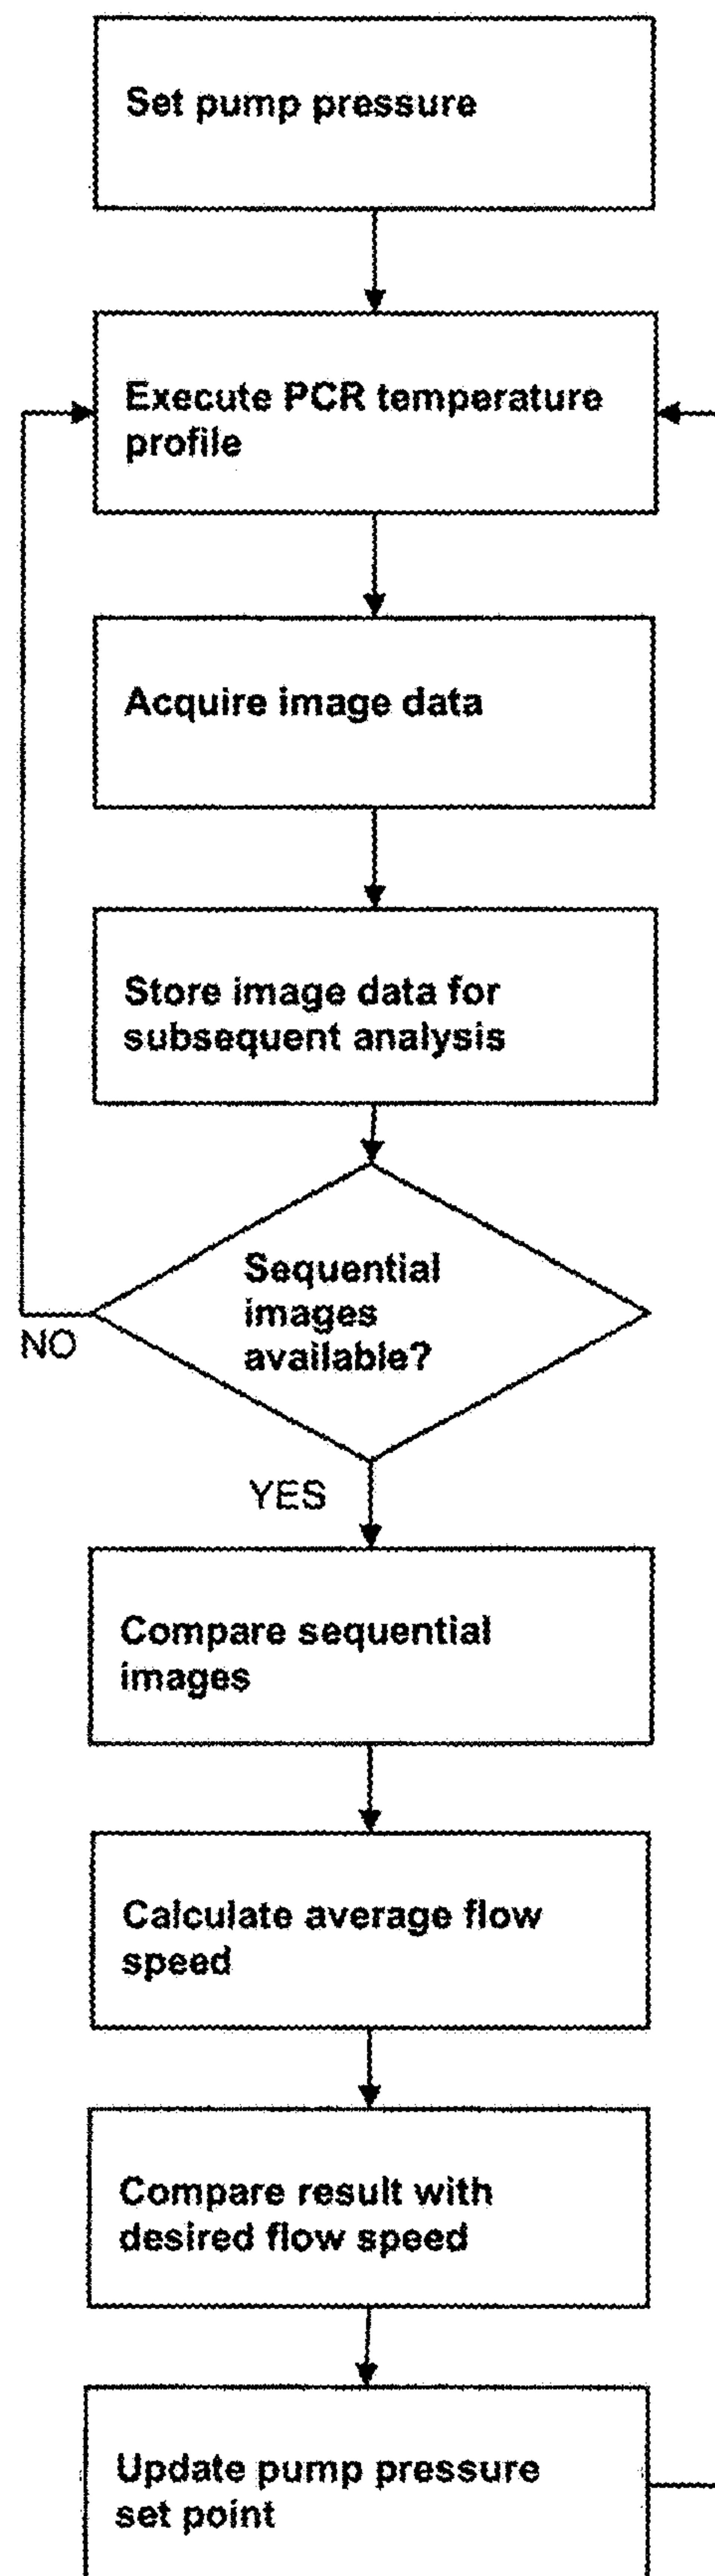 Set pump pressure
Execute PCR temperature
profile
Acquire image data
Store image data for
subsequent analysis
Sequential
images
available?
NO
YES
Compare sequential
images
Calculate average flow
speed
Compare result with
desired flow speed
Update pump pressure
set point